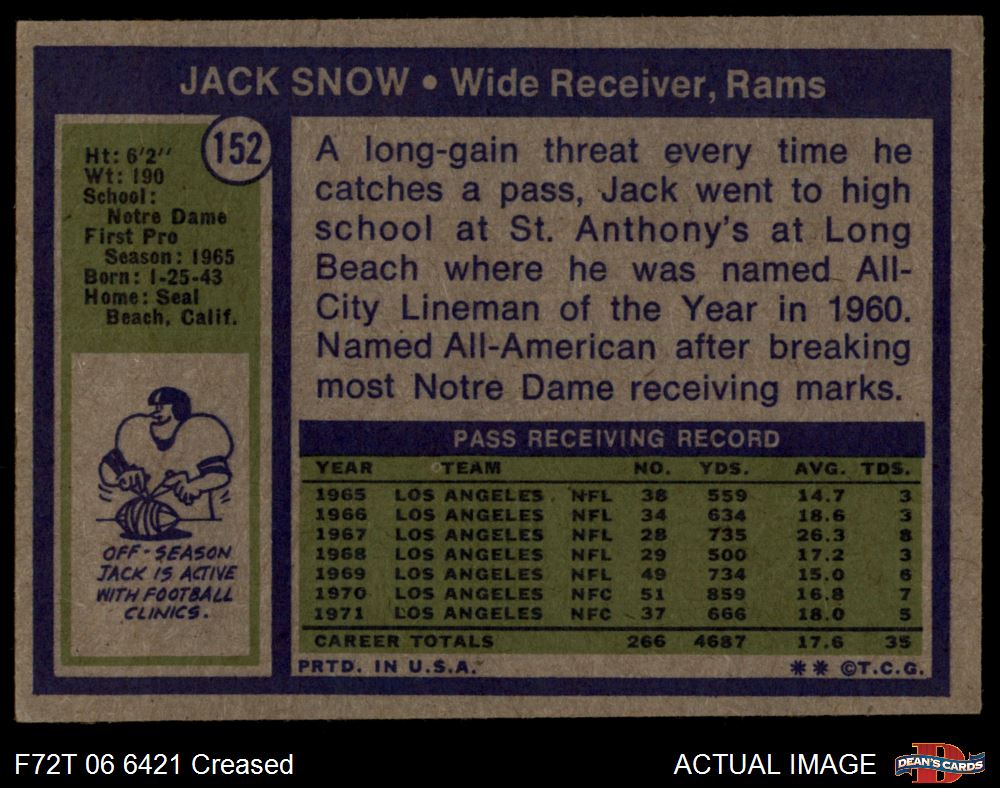 JACK SNOW • Wide Receiver, Rams
152
Ht: 6'2"
Wt: 190
School:
Notre Dame
First Pro
Season: 1965
Born: 1-25-43
Home: Seal
Beach, Calif.
OFF-SEASON
JACK IS ACTIVE
WITH FOOTBALL
CLINICS.
A long-gain threat every time he
catches a pass, Jack went to high
school at St. Anthony's at Long
Beach where he was named All-
City Lineman of the Year in 1960.
Named All-American after breaking
most Notre Dame receiving marks.
PASS RECEIVING RECORD
YEAR TEAM NO. YDS. AVG. TDS.
1965 LOS ANGELES NFL 38 559 14.7 3
1966 LOS ANGELES NFL 34 634 18.6 3
1967 LOS ANGELES NFL 28 735 26.3 8
1968 LOS ANGELES NFL 29 500 17.2 3
1969 LOS ANGELES NFL 49 734 15.0 6
1970 LOS ANGELES NFC 51 859 16.8 7
1971 LOS ANGELES NFC 37 666 18.0 5
CAREER TOTALS 266 4687 17.6 35
PRTD. IN U.S.A. ** ©T.C.G.
F72T 06 6421 Creased
ACTUAL IMAGE
D
DEAN'S CARDS